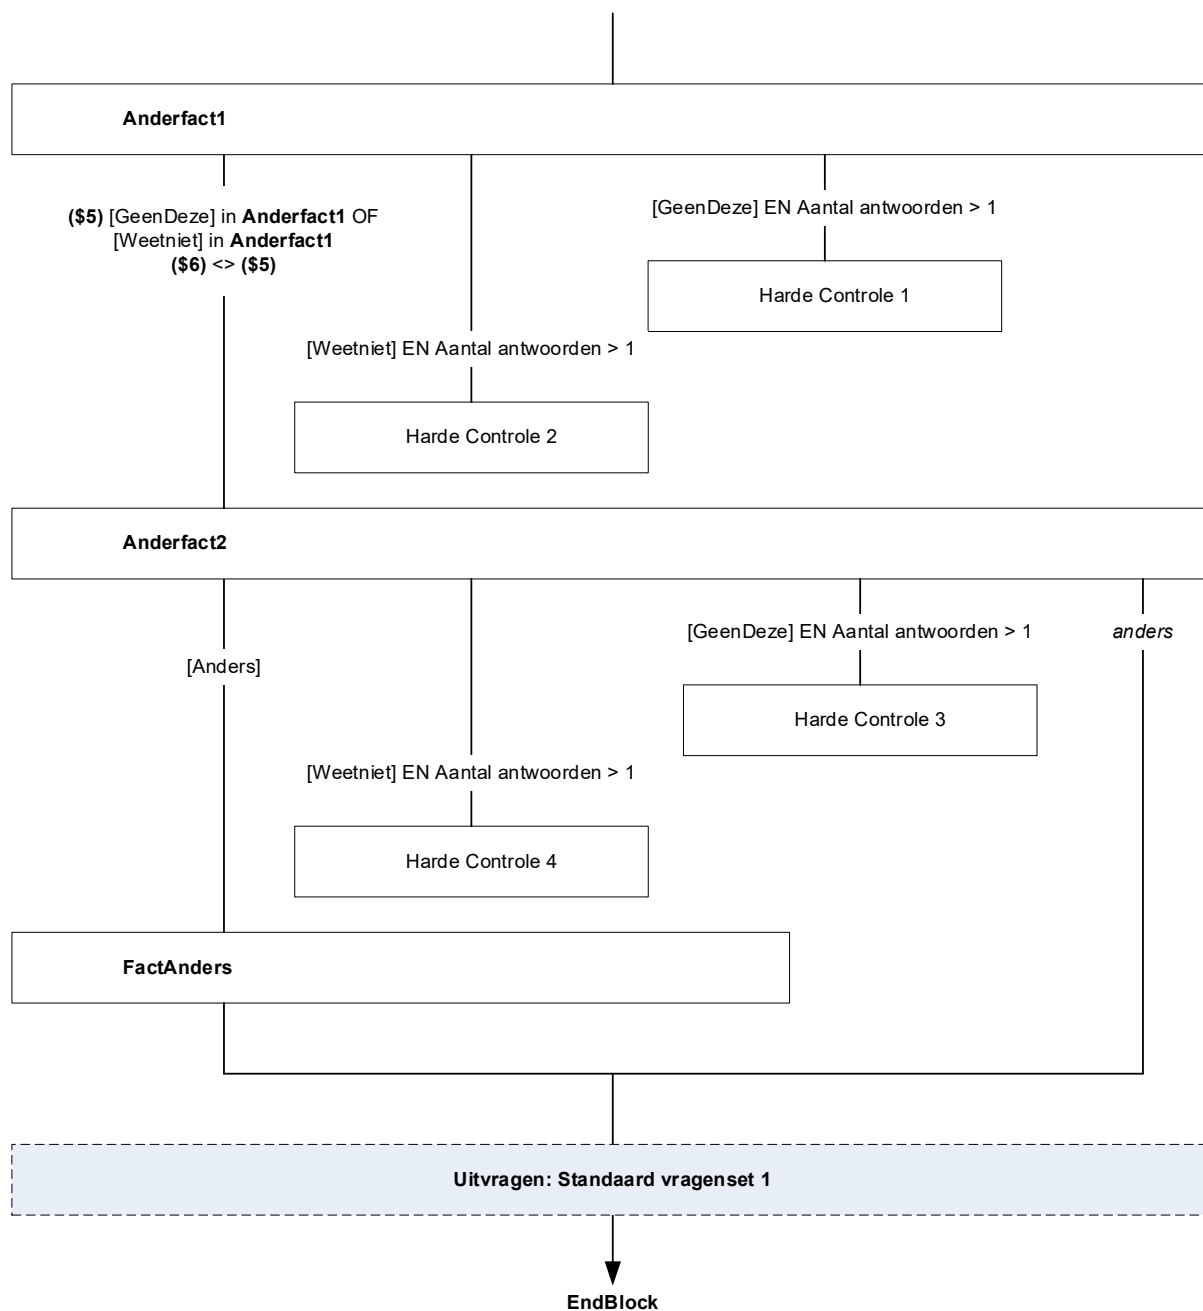 Anderfact1
($5) [GeenDeze] in Anderfact1 OF
[Weetniet] in Anderfact1
($6) <> ($5)
[GeenDeze] EN Aantal antwoorden > 1
Harde Controle 1
[Weetniet] EN Aantal antwoorden > 1
Harde Controle 2
Anderfact2
[Anders]
[GeenDeze] EN Aantal antwoorden > 1
anders
Harde Controle 3
[Weetniet] EN Aantal antwoorden > 1
Harde Controle 4
FactAnders
Uitvragen: Standaard vragenset 1
EndBlock